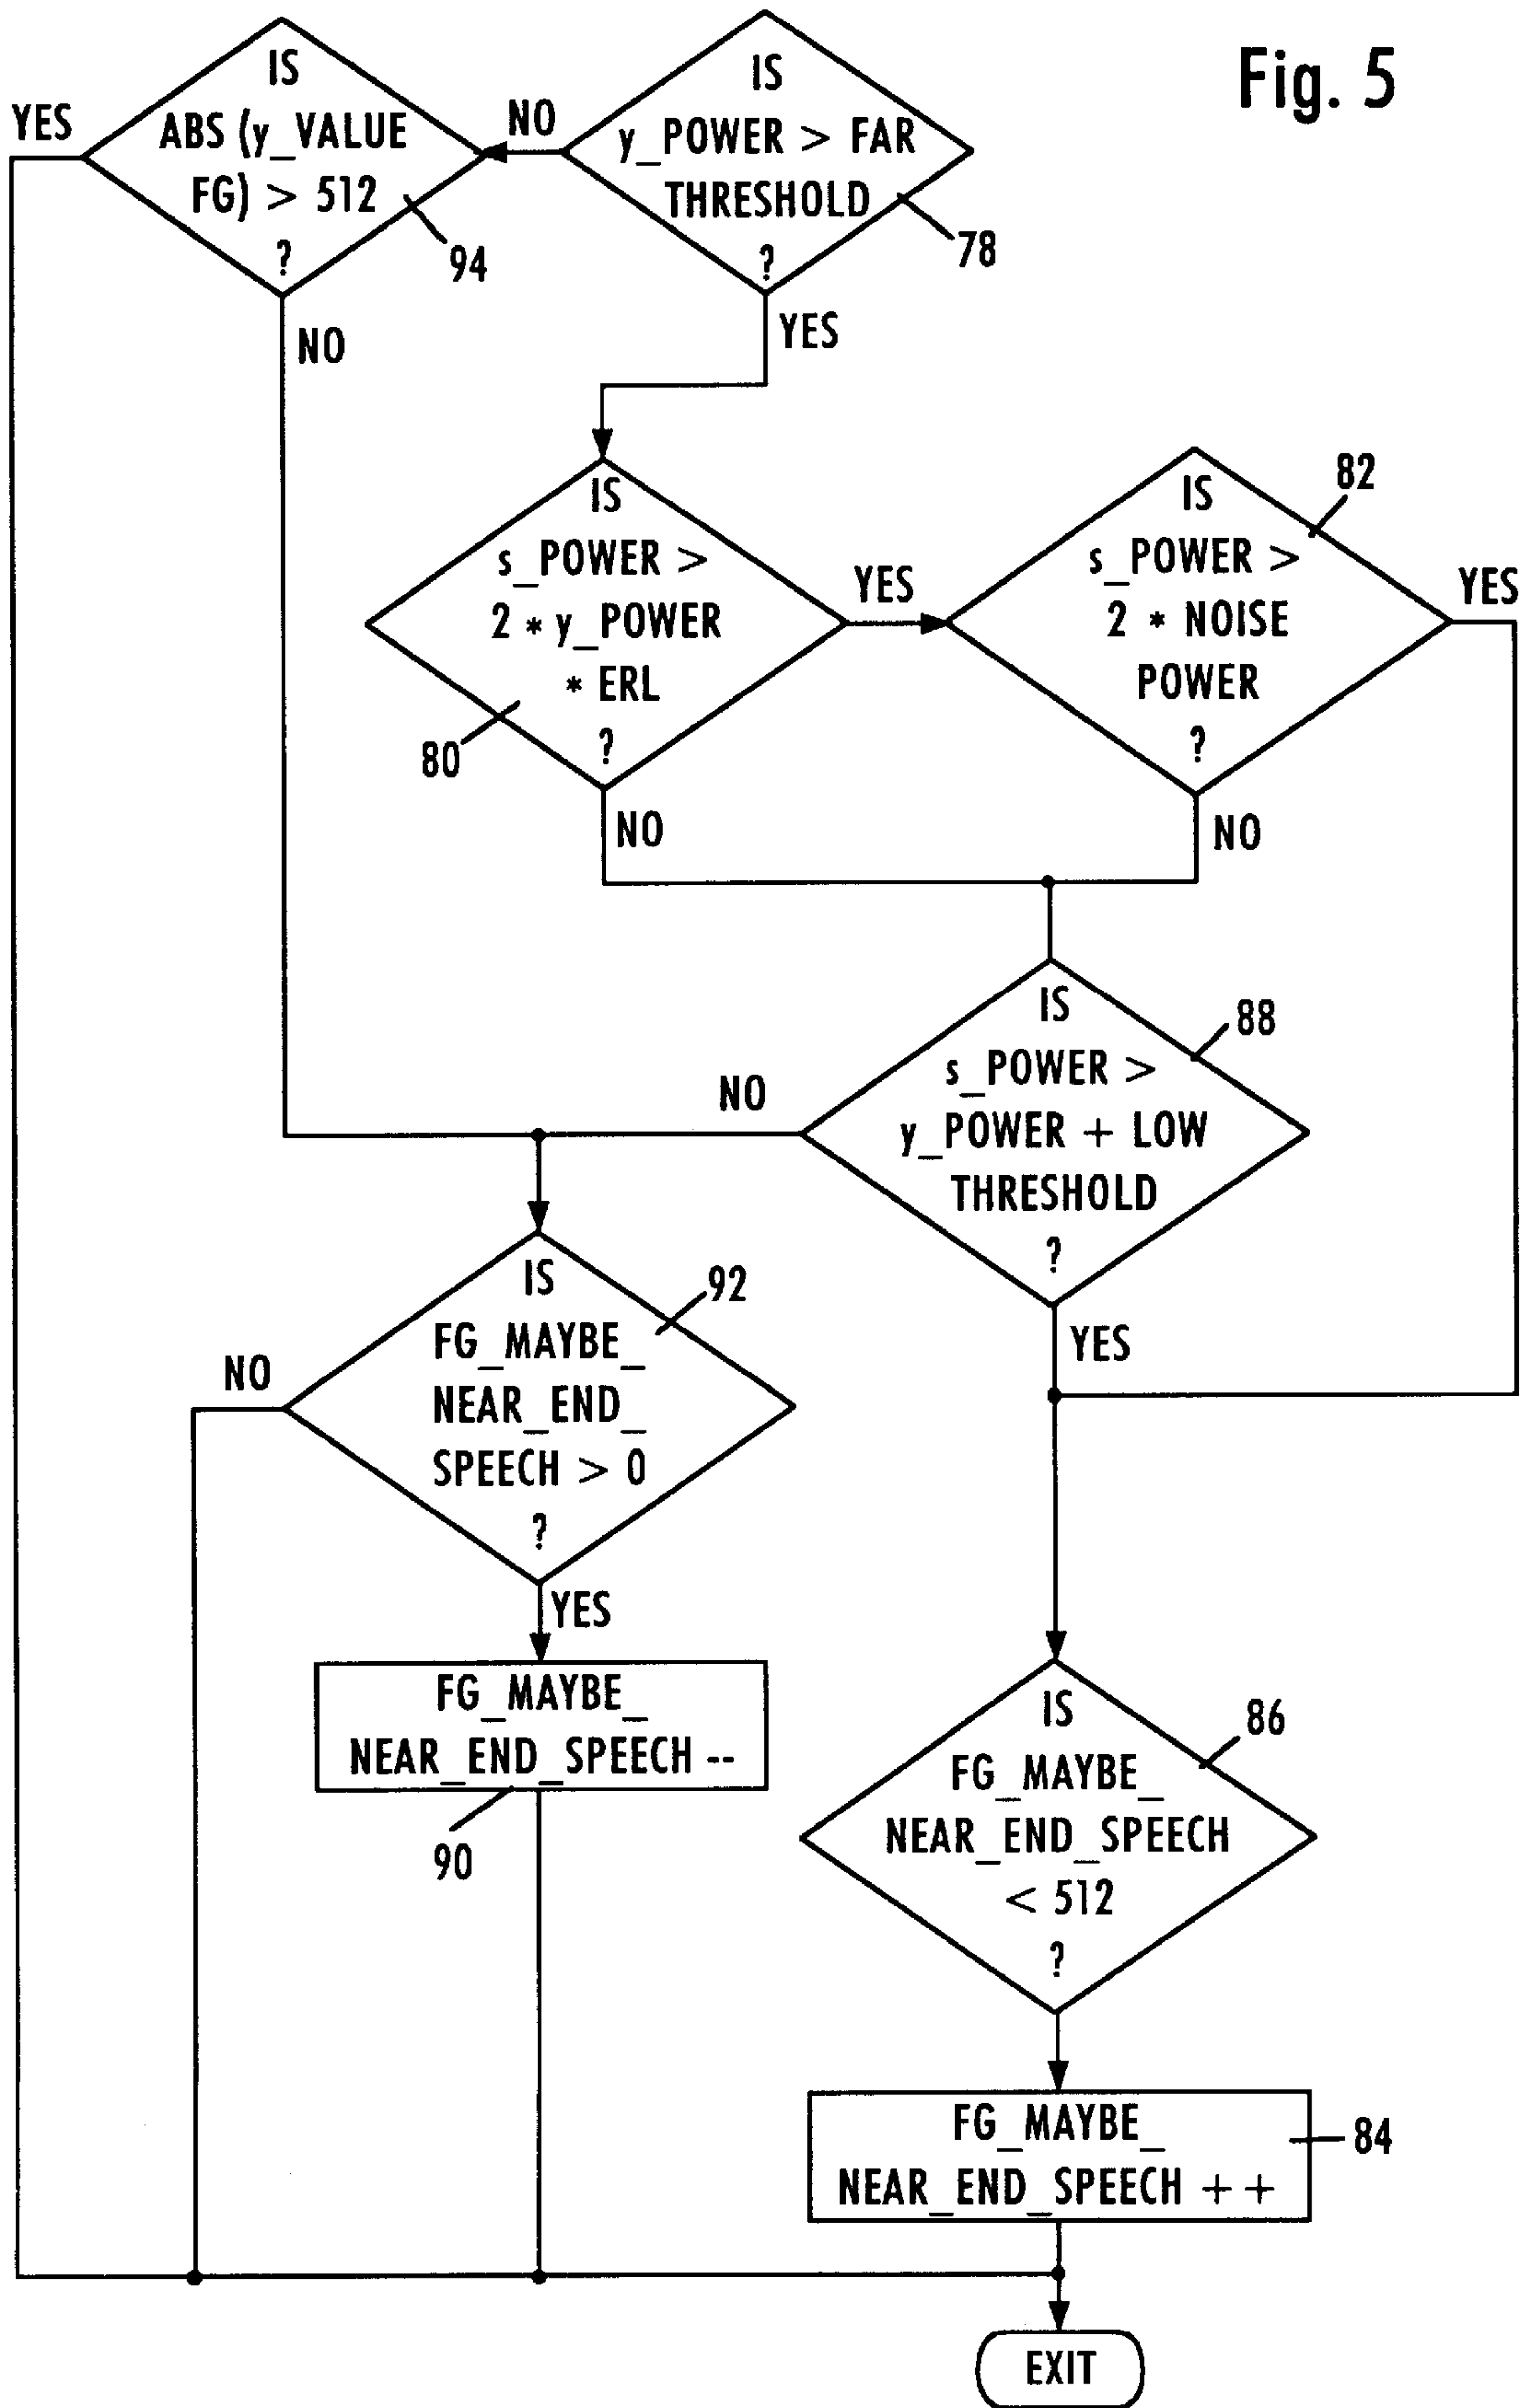 Fig. 5
IS
ABS (y_VALUE
FG) > 512
?
94
YES
NO
IS
y_POWER > FAR
THRESHOLD
?
78
NO
YES
IS
s_POWER >
2 * y_POWER
* ERL
?
80
YES
NO
IS
s_POWER >
2 * NOISE
POWER
?
82
YES
NO
IS
s_POWER >
y_POWER + LOW
THRESHOLD
?
88
NO
YES
IS
FG_MAYBE_
NEAR_END_
SPEECH > 0
?
92
NO
YES
FG_MAYBE_
NEAR_END_SPEECH --
90
IS
FG_MAYBE_
NEAR_END_SPEECH
< 512
?
86
FG_MAYBE_
NEAR_END_SPEECH ++
84
EXIT